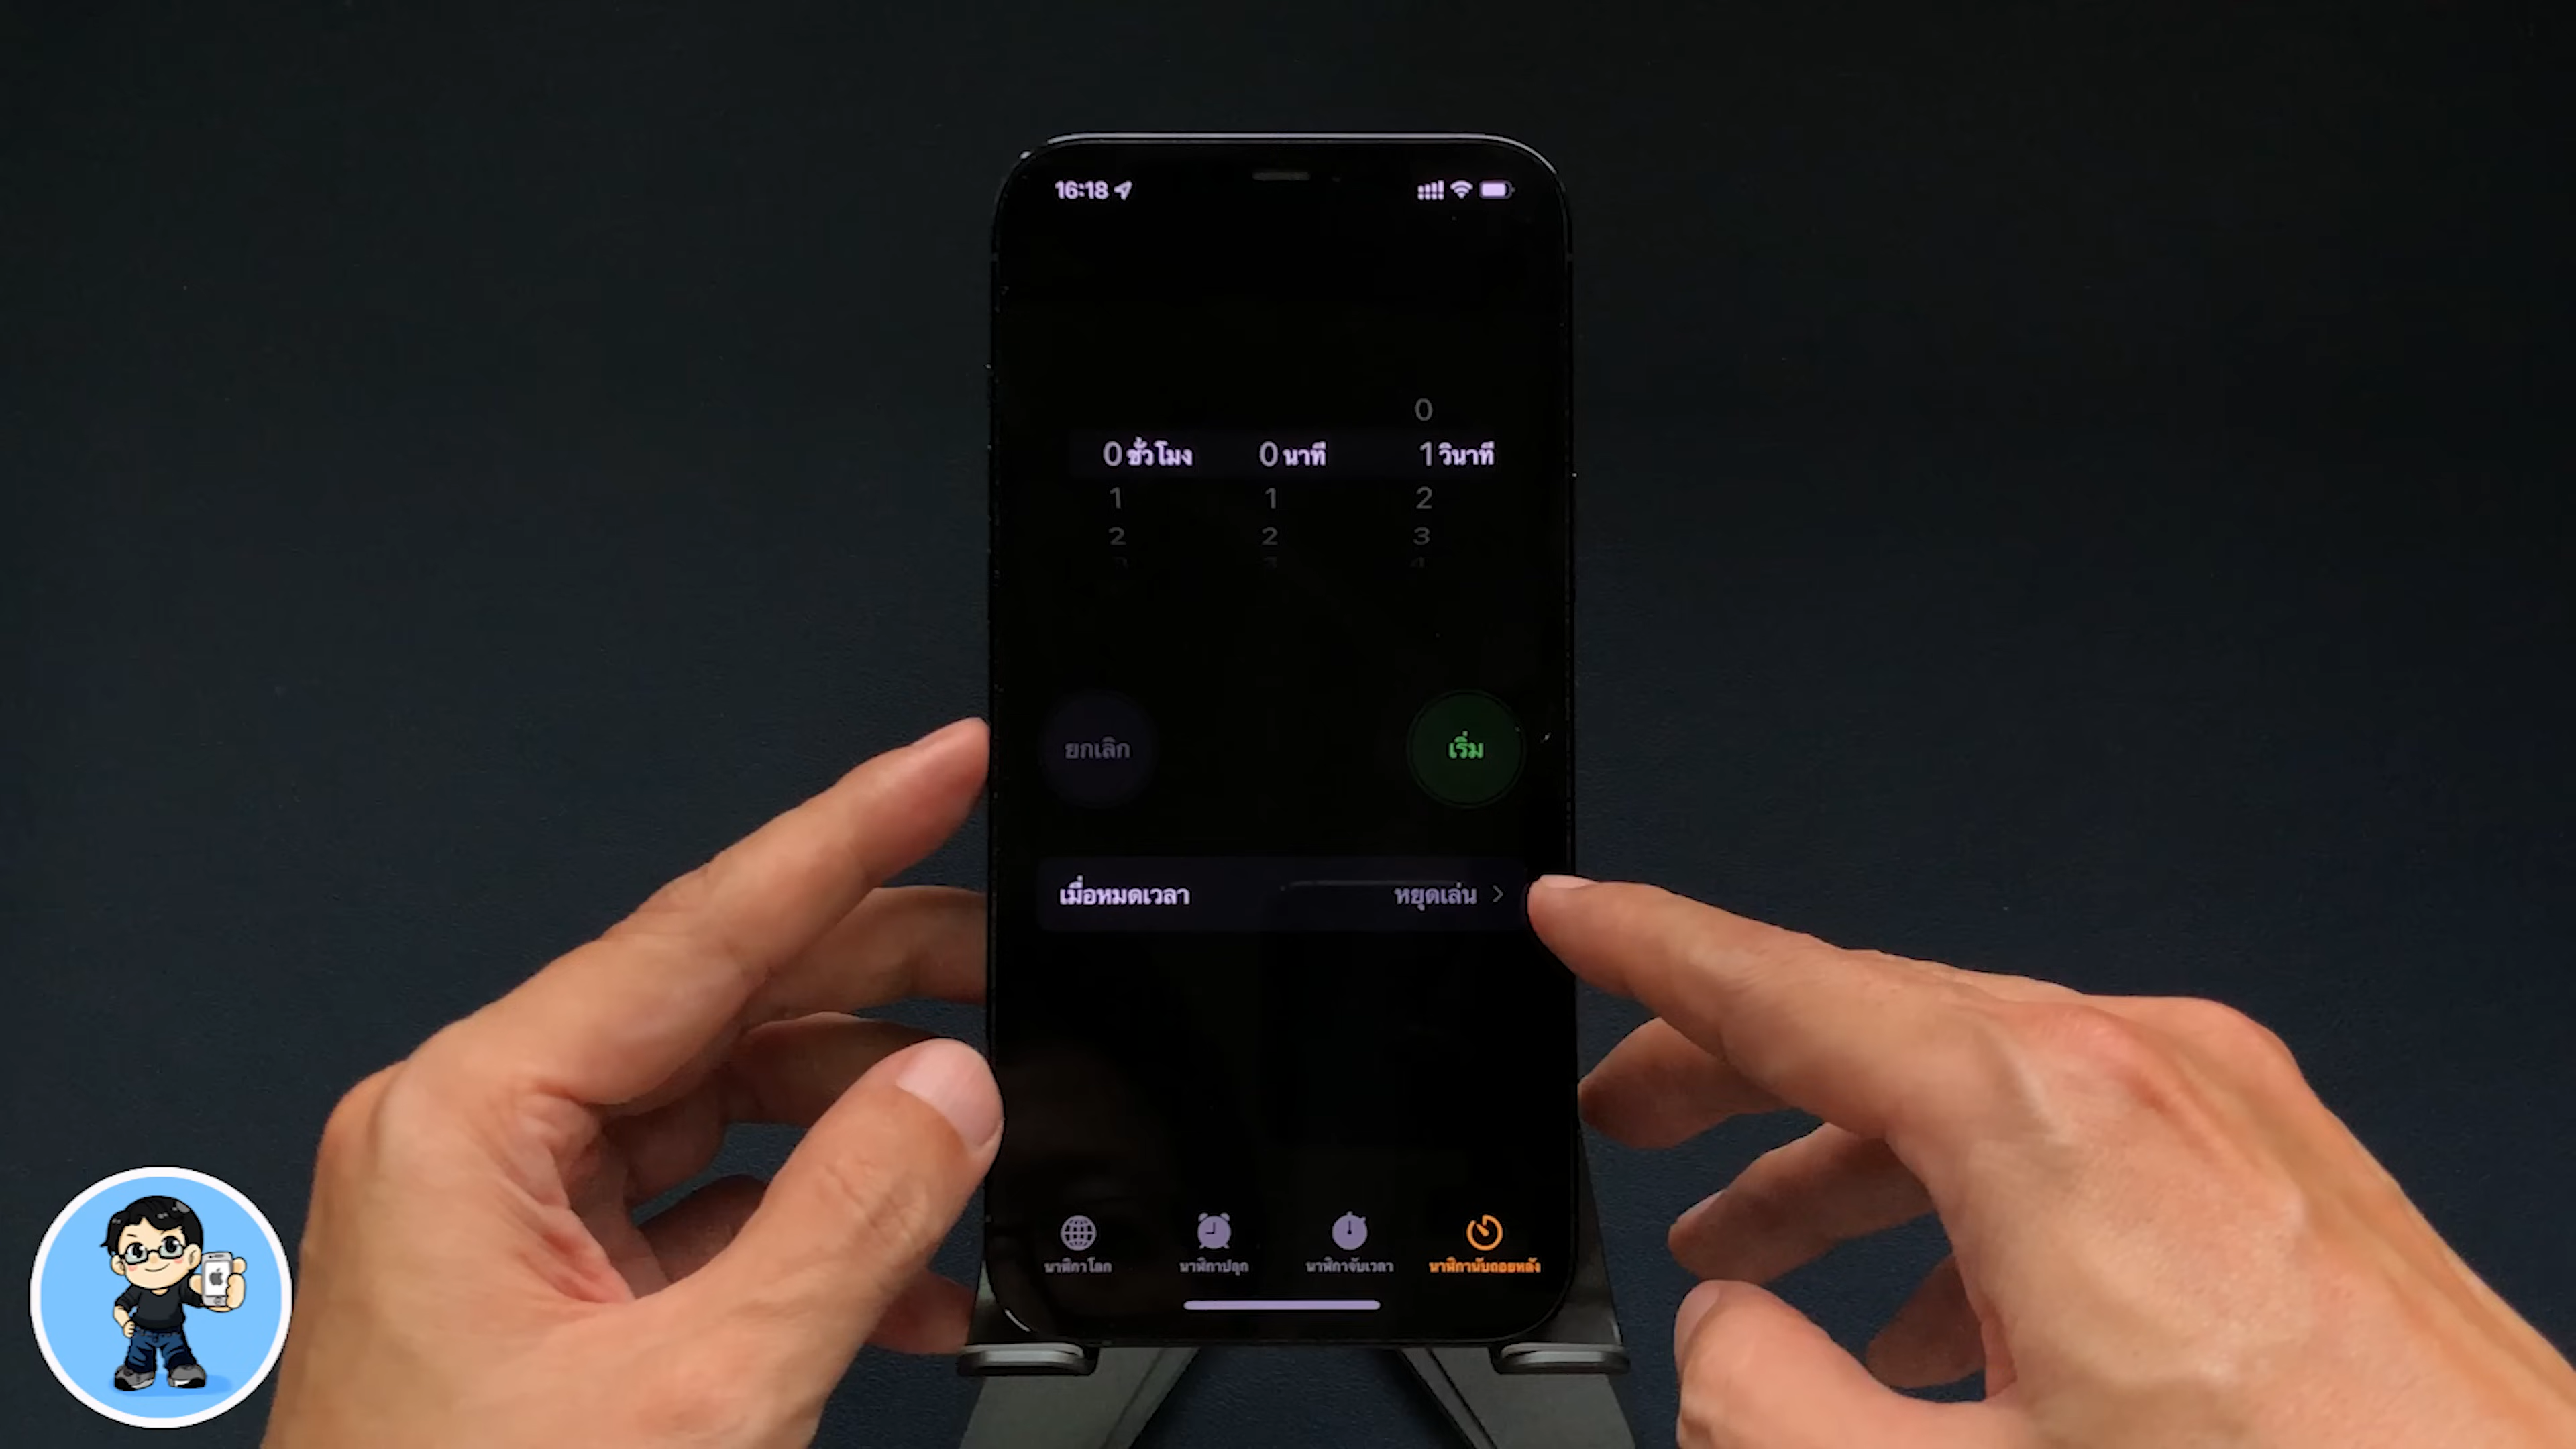 16:18
0
0 ชั่วโมง 0 นาที 1 วินาที
1 1 2
2 2 3
ยกเลิก เริ่ม
เมื่อหมดเวลา หยุดเล่น
นาฬิกาโลก นาฬิกาปลุก นาฬิกาจับเวลา นาฬิกานับถอยหลัง